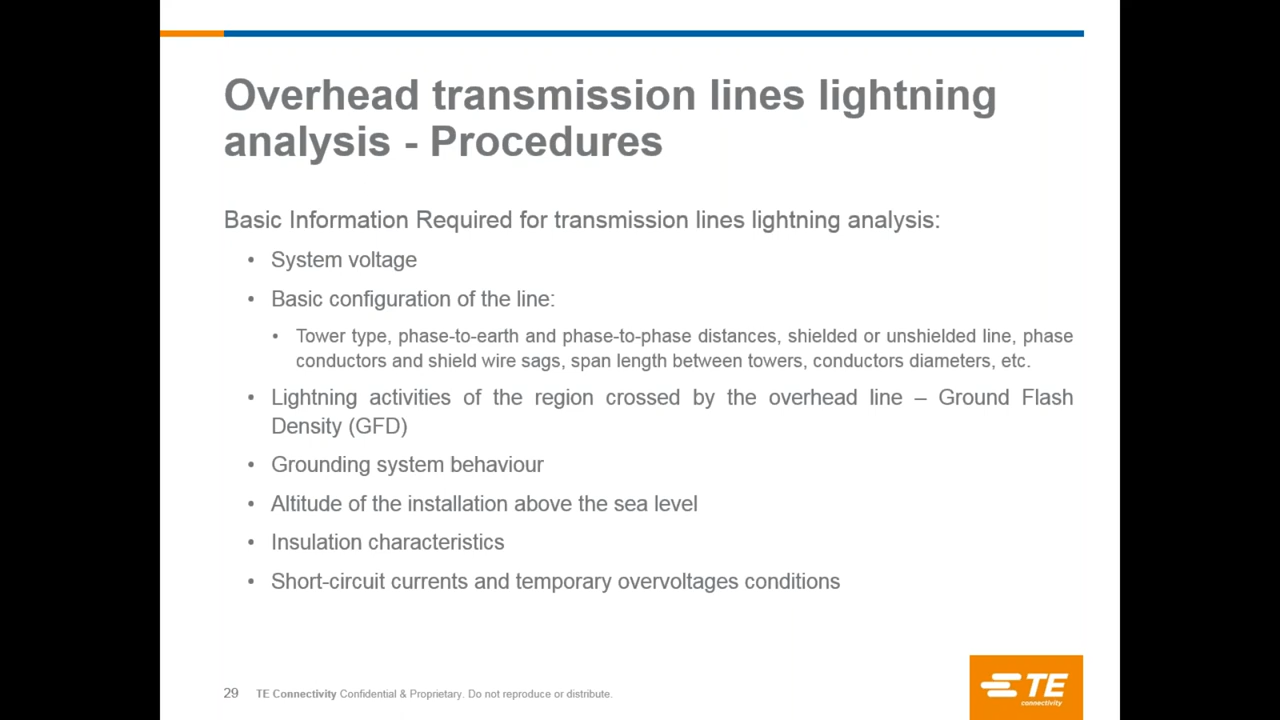 Overhead transmission lines lightning
analysis - Procedures
Basic Information Required for transmission lines lightning analysis:
• System voltage
• Basic configuration of the line:
• Tower type, phase-to-earth and phase-to-phase distances, shielded or unshielded line, phase
conductors and shield wire sags, span length between towers, conductors diameters, etc.
• Lightning activities of the region crossed by the overhead line – Ground Flash
Density (GFD)
• Grounding system behaviour
• Altitude of the installation above the sea level
• Insulation characteristics
• Short-circuit currents and temporary overvoltages conditions
29 TE Connectivity Confidential & Proprietary. Do not reproduce or distribute.
TE
connectivity